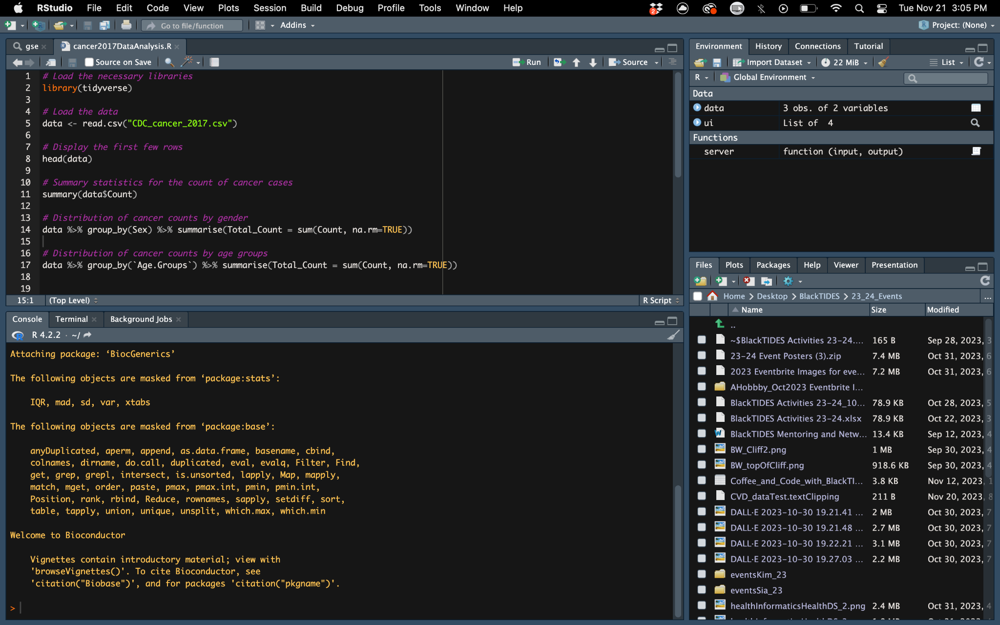 RStudio File Edit Code View Plots Session Build Debug Profile Tools Window Help 2 Tue Nov 21 3:05 PM
Go to file/function Addins Project: (None)
gse cancer2017DataAnalysis.R
Source on Save Run Source
1 # Load the necessary libraries
2 library(tidyverse)
3
4 # Load the data
5 data <- read.csv("CDC_cancer_2017.csv")
6
7 # Display the first few rows
8 head(data)
9
10 # Summary statistics for the count of cancer cases
11 summary(data$Count)
12
13 # Distribution of cancer counts by gender
14 data %>% group_by(Sex) %>% summarise(Total_Count = sum(Count, na.rm=TRUE))
15
16 # Distribution of cancer counts by age groups
17 data %>% group_by(`Age.Groups`) %>% summarise(Total_Count = sum(Count, na.rm=TRUE))
18
19
15:1 (Top Level) R Script
Console Terminal Background Jobs
R 4.2.2 · ~/
Attaching package: ‘BiocGenerics’
The following objects are masked from ‘package:stats’:
IQR, mad, sd, var, xtabs
The following objects are masked from ‘package:base’:
anyDuplicated, aperm, append, as.data.frame, basename, cbind,
colnames, dirname, do.call, duplicated, eval, evalq, Filter, Find,
get, grep, grepl, intersect, is.unsorted, lapply, Map, mapply,
match, mget, order, paste, pmax, pmax.int, pmin, pmin.int,
Position, rank, rbind, Reduce, rownames, sapply, setdiff, sort,
table, tapply, union, unique, unsplit, which.max, which.min
Welcome to Bioconductor
Vignettes contain introductory material; view with
'browseVignettes()'. To cite Bioconductor, see
'citation("Biobase")', and for packages 'citation("pkgname")'.
>
Environment History Connections Tutorial
Import Dataset 22 MiB List
R Global Environment
Data
data 3 obs. of 2 variables
ui List of 4
Functions
server function (input, output)
Files Plots Packages Help Viewer Presentation
Home Desktop BlackTIDES 23_24_Events ...
Name Size Modified
..
~$BlackTIDES Activities 23-24.... 165 B Sep 28, 2023, 3
23-24 Event Posters (3).zip 7.4 MB Oct 31, 2023, 6
2023 Eventbrite Images for eve... 7.2 MB Oct 31, 2023, 6
AHobbby_Oct2023 Eventbrite I...
BlackTIDES Activities 23-24_10... 78.9 KB Oct 28, 2023, 5
BlackTIDES Activities 23-24.xlsx 78.9 KB Oct 22, 2023, 3
BlackTIDES Mentoring and Netw... 13.4 KB Sep 12, 2023, 4
BW_Cliff2.png 1 MB Sep 30, 2023, 4
BW_topOfCliff.png 918.6 KB Sep 30, 2023, 4
Coffee_and_Code_with_BlackTI... 3.8 KB Nov 12, 2023, 1
CVD_dataTest.textClipping 211 B Nov 20, 2023, 8
DALL·E 2023-10-30 19.21.41 ... 2 MB Oct 30, 2023, 7
DALL·E 2023-10-30 19.21.48 ... 2.7 MB Oct 30, 2023, 7
DALL·E 2023-10-30 19.22.21 ... 3.1 MB Oct 30, 2023, 7
DALL·E 2023-10-30 19.27.03 ... 2.2 MB Oct 30, 2023, 7
eventsKim_23
eventsSia_23
healthInformaticsHealthDS_2.png 2.4 MB Oct 31, 2023, 4